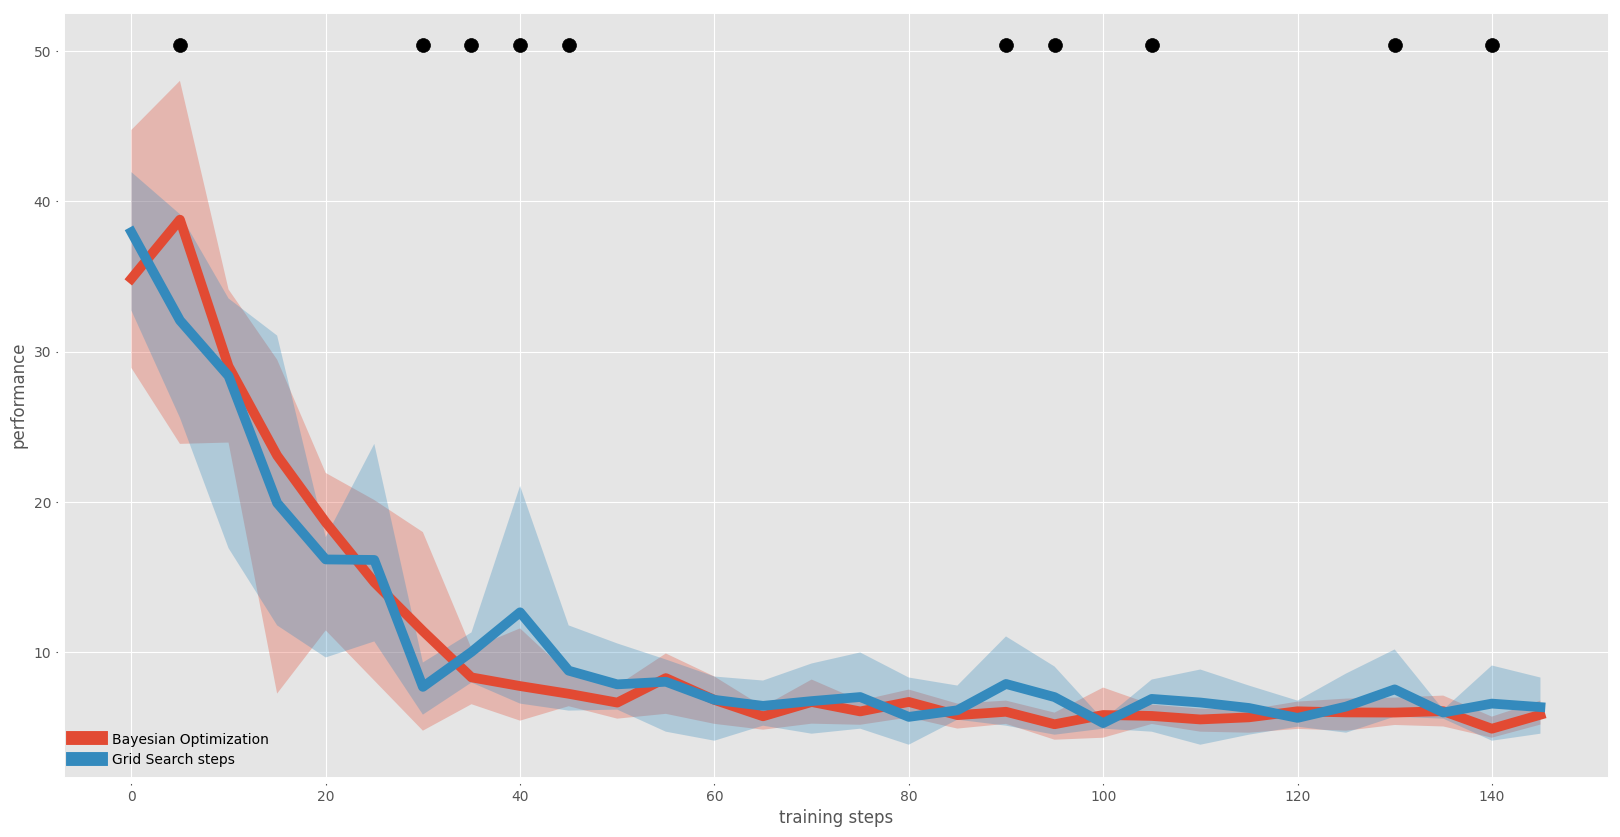 50
40
30
20
10
performance
Bayesian Optimization
Grid Search steps
0 20 40 60 80 100 120 140
training steps